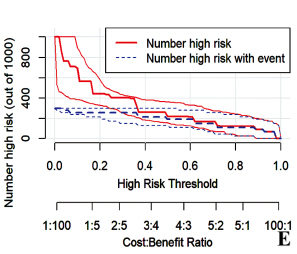 Number high risk
Number high risk with event
Number high risk (out of 1000)
800
400
0
0.0 0.2 0.4 0.6 0.8 1.0
High Risk Threshold
1:100 1:5 2:5 3:4 4:3 5:2 5:1 100:1
Cost:Benefit Ratio
E